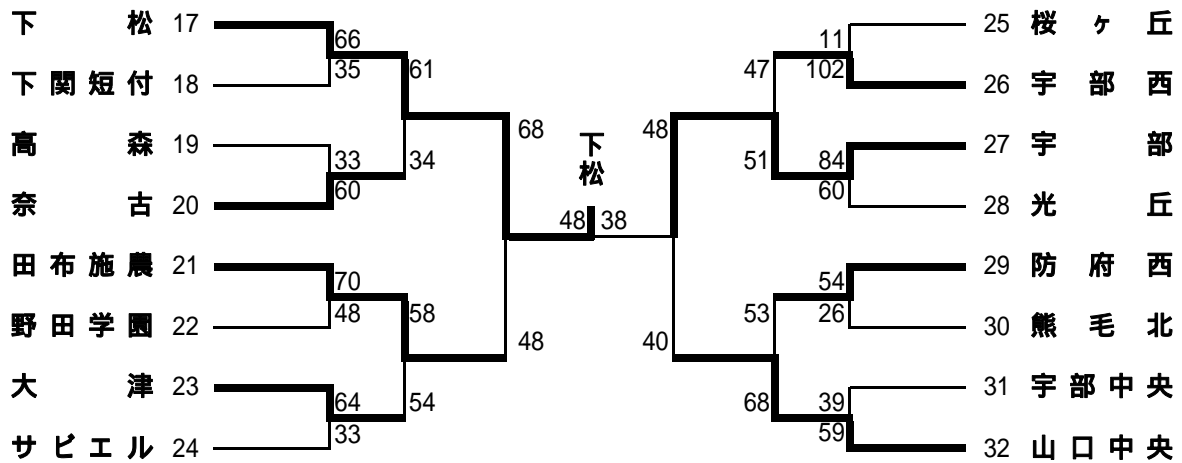 下松 17
66
35
下関短付 18
61
高森 19
33
60
34
奈古 20
68
田布施農 21
70
48
58
野田学園 22
48
大津 23
64
33
54
サビエル 24
下松
48 38
25 桜ヶ丘
11
102
47
26 宇部西
48
27 宇部
84
60
51
28 光丘
29 防府西
54
26
53
30 熊毛北
40
31 宇部中央
39
59
68
32 山口中央